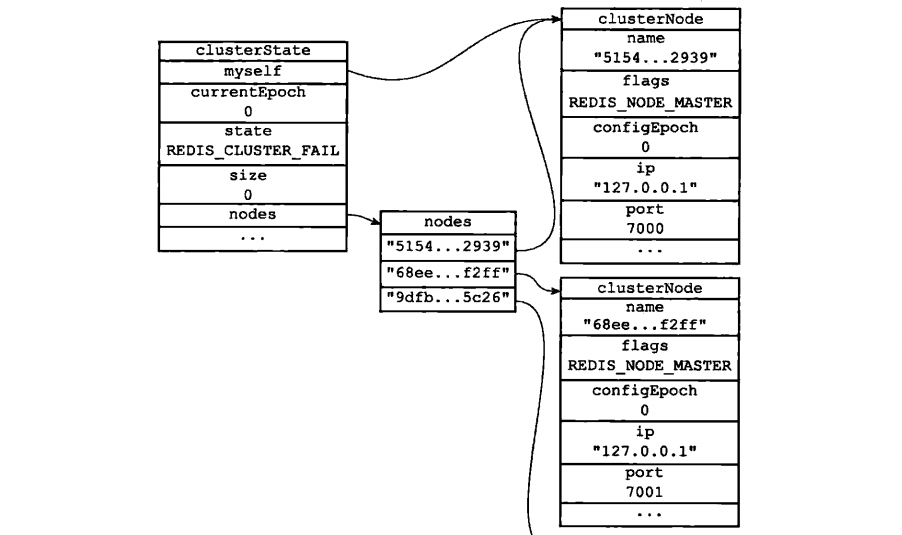 clusterState
myself
currentEpoch
0
state
REDIS_CLUSTER_FAIL
size
0
nodes
...
nodes
"5154...2939"
"68ee...f2ff"
"9dfb...5c26"
clusterNode
name
"5154...2939"
flags
REDIS_NODE_MASTER
configEpoch
0
ip
"127.0.0.1"
port
7000
...
clusterNode
name
"68ee...f2ff"
flags
REDIS_NODE_MASTER
configEpoch
0
ip
"127.0.0.1"
port
7001
...